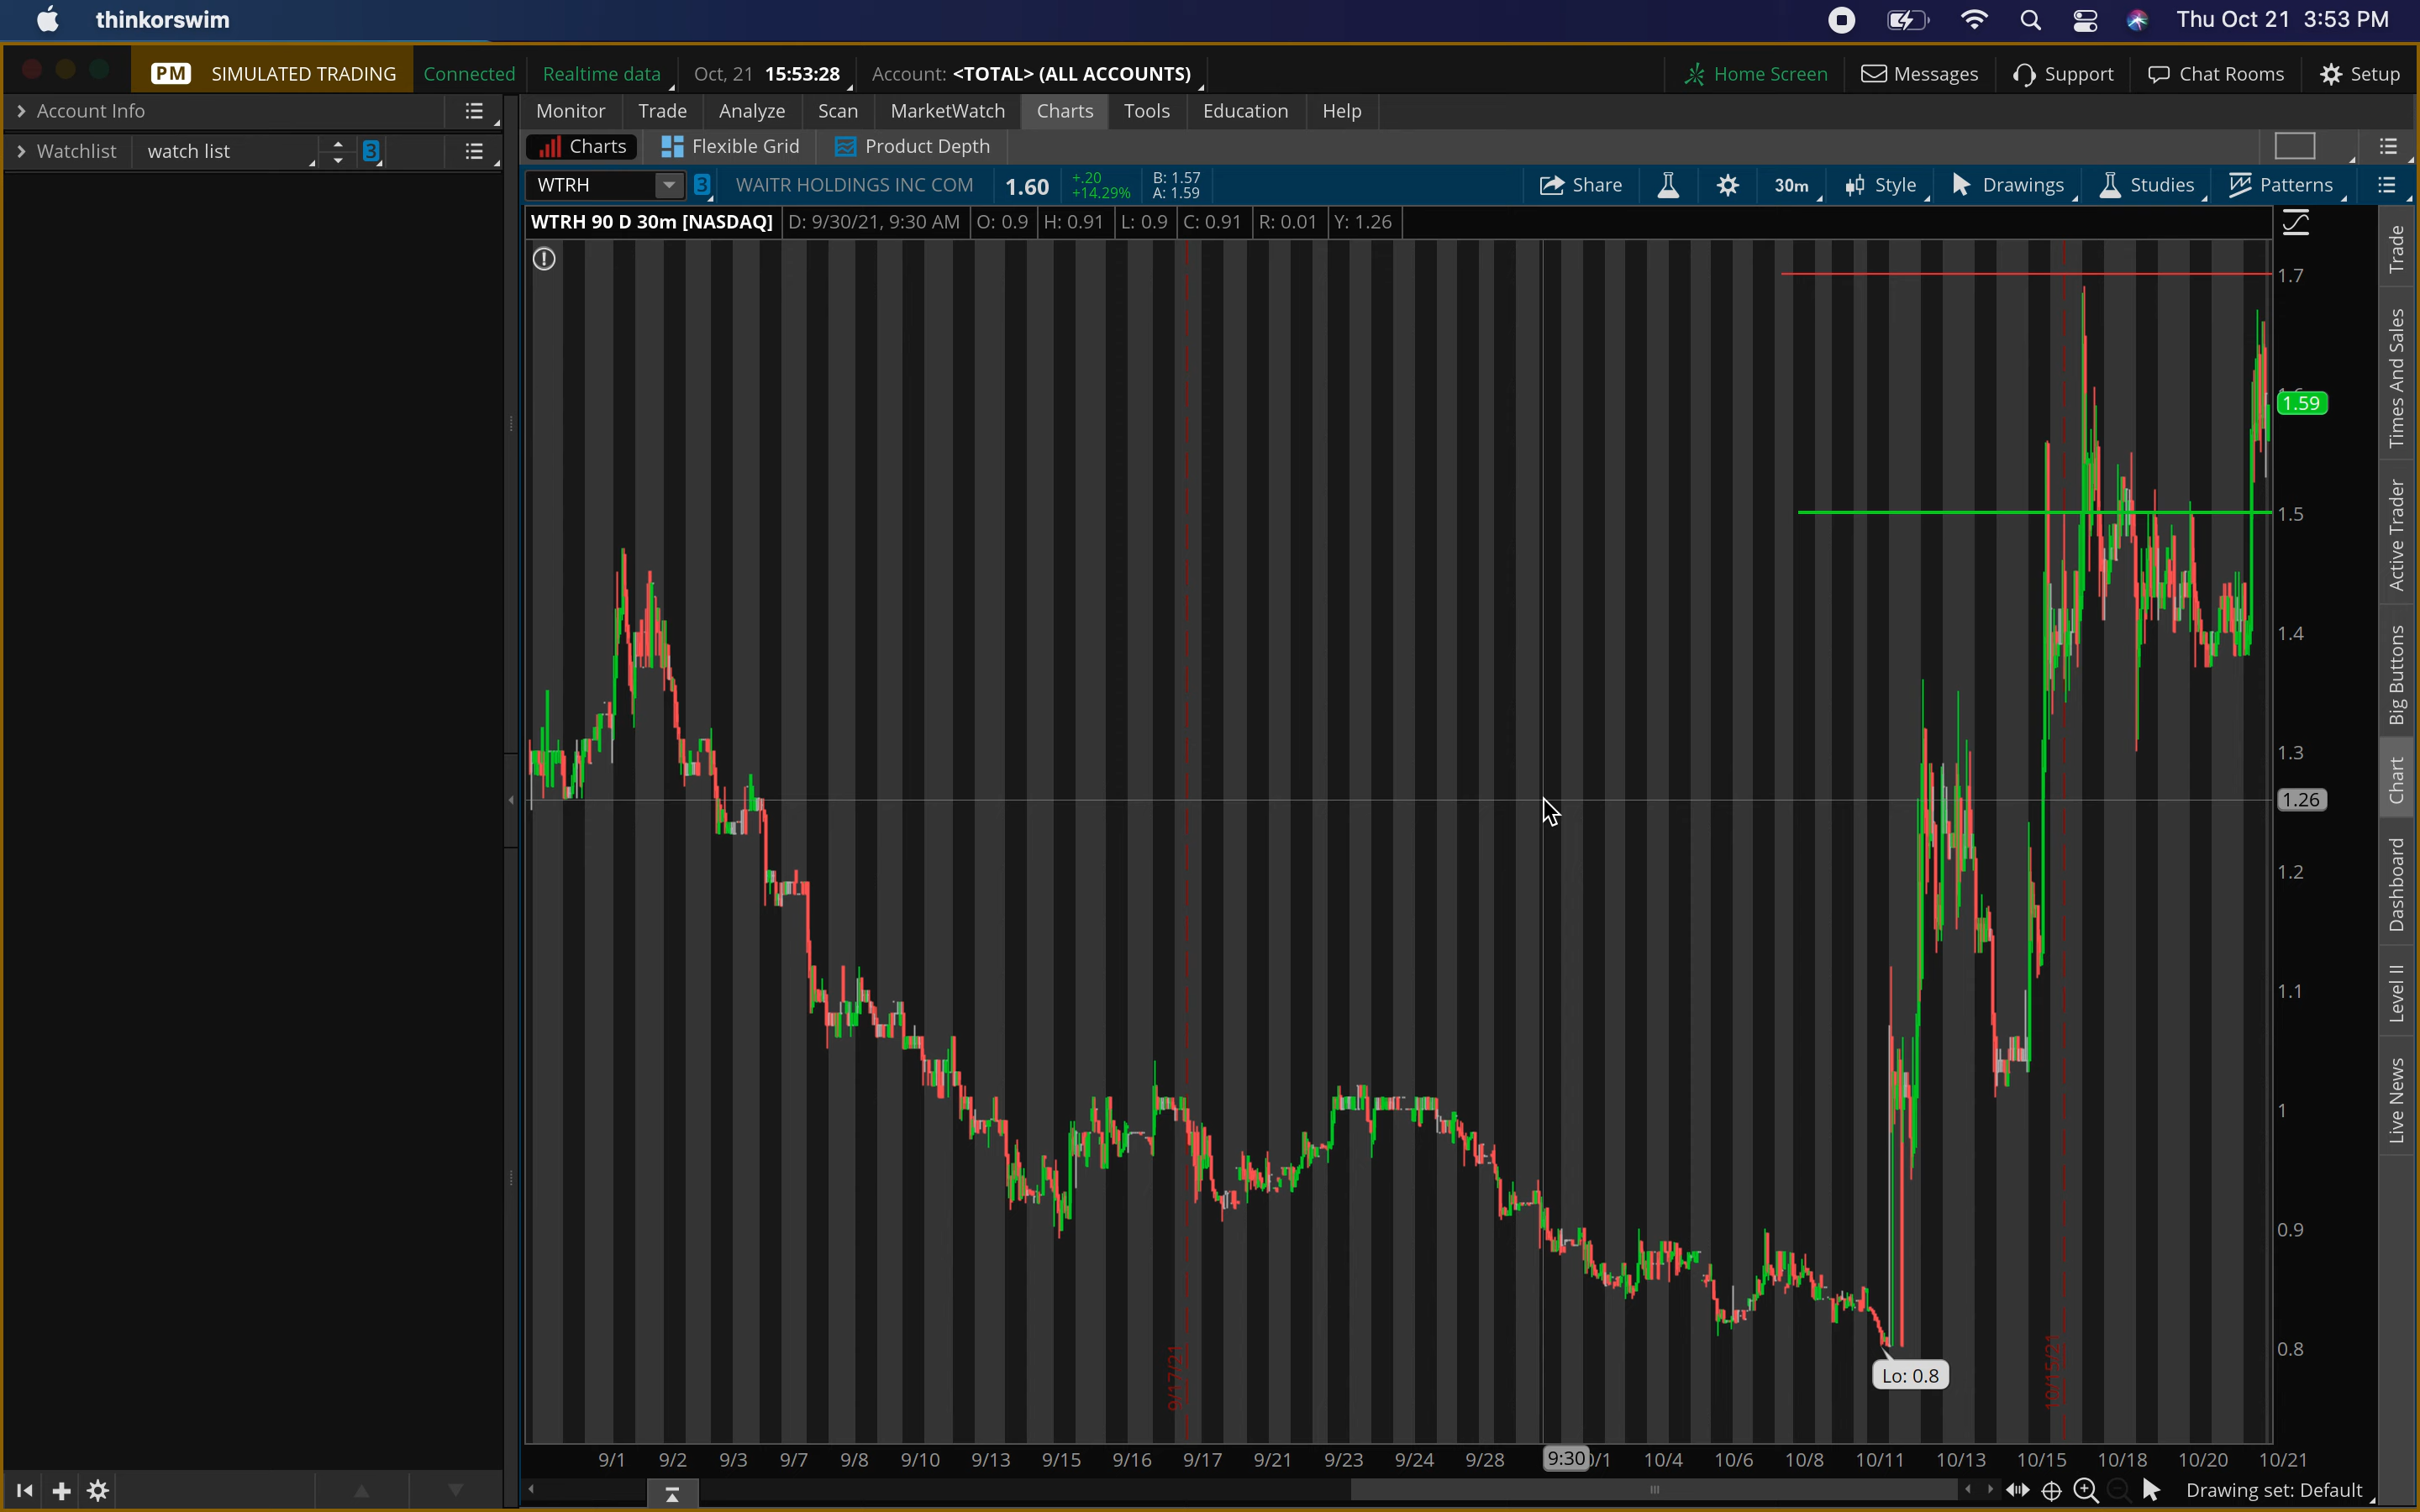 thinkorswim
Thu Oct 21 3:53 PM
PM SIMULATED TRADING Connected Realtime data Oct, 21 15:53:28 Account: <TOTAL> (ALL ACCOUNTS) Home Screen Messages Support Chat Rooms Setup
Account Info
Monitor Trade Analyze Scan MarketWatch Charts Tools Education Help
Watchlist watch list 3
Charts Flexible Grid Product Depth
WTRH 3 WAITR HOLDINGS INC COM 1.60 +.20 +14.29% B: 1.57 A: 1.59 Share 30m Style Drawings Studies Patterns
WTRH 90 D 30m [NASDAQ] D: 9/30/21, 9:30 AM O: 0.9 H: 0.91 L: 0.9 C: 0.91 R: 0.01 Y: 1.26
1.7
1.59
1.5
1.4
1.3
1.26
1.2
1.1
1
0.9
0.8
Lo: 0.8
9/17/21
10/15/21
9/1 9/2 9/3 9/7 9/8 9/10 9/13 9/15 9/16 9/17 9/21 9/23 9/24 9/28 9:30 10/4 10/6 10/8 10/11 10/13 10/15 10/18 10/20 10/21
Drawing set: Default
Trade
Times And Sales
Active Trader
Big Buttons
Chart
Dashboard
Level II
Live News